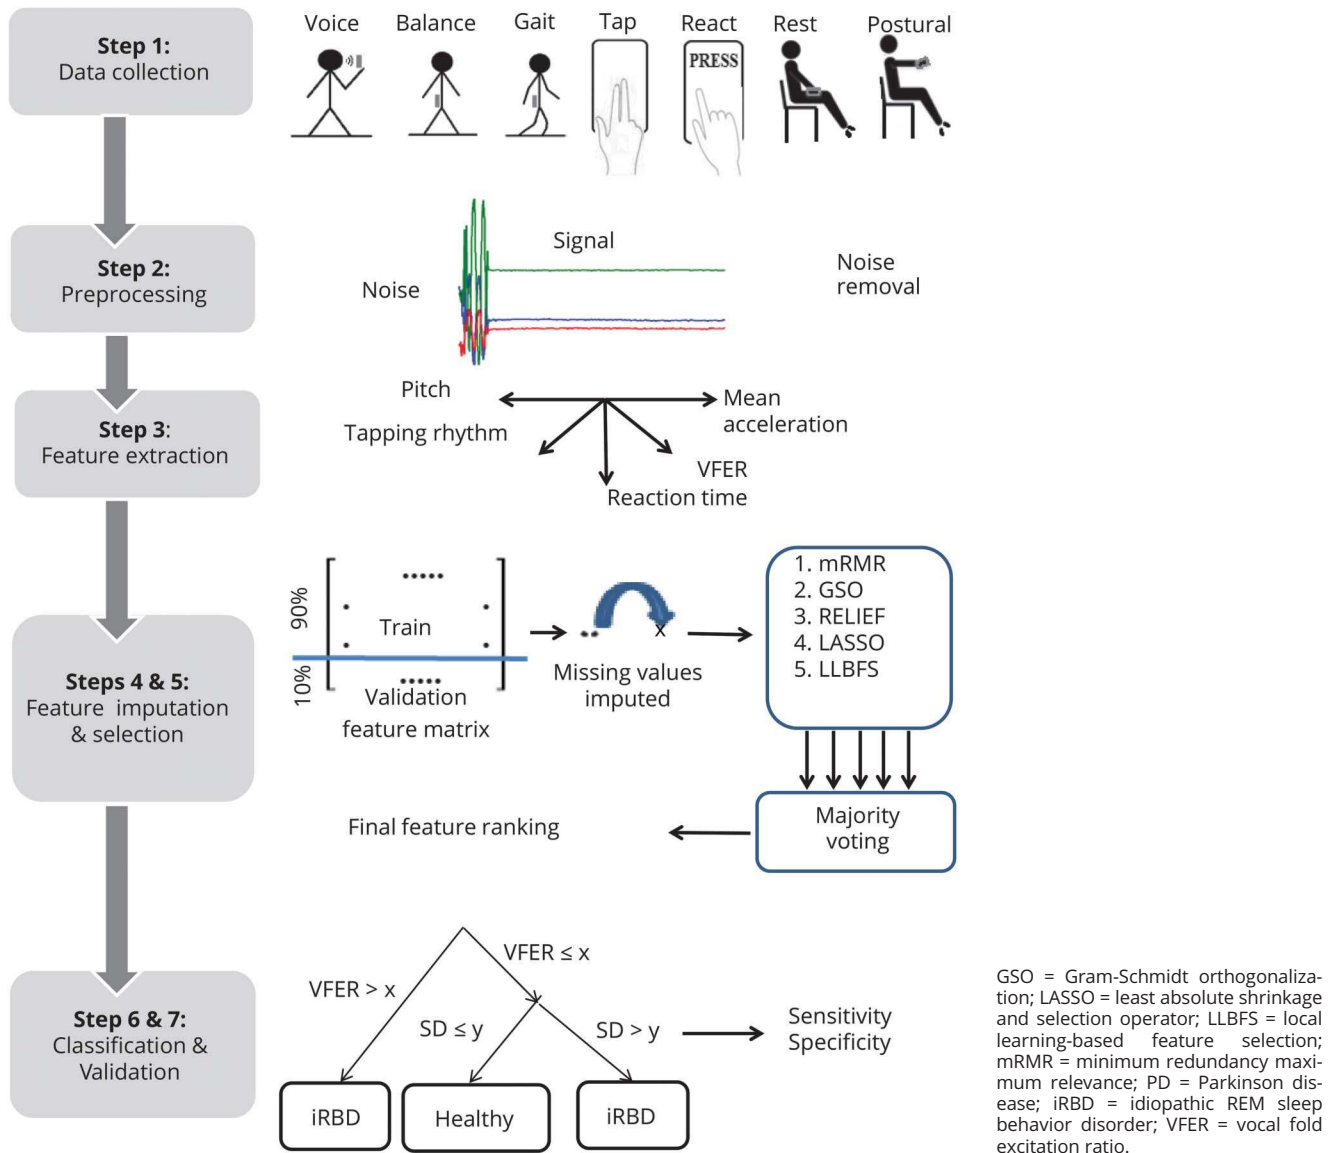 Step 1:
Data collection
Voice
Balance
Gait
Tap
React
Rest
Postural
PRESS
Step 2:
Preprocessing
Noise
Signal
Noise
removal
Step 3:
Feature extraction
Pitch
Tapping rhythm
Mean
acceleration
VFER
Reaction time
Steps 4 & 5:
Feature imputation
& selection
90%
10%
Train
Validation
feature matrix
x
Missing values
imputed
1. mRMR
2. GSO
3. RELIEF
4. LASSO
5. LLBFS
Majority
voting
Final feature ranking
Step 6 & 7:
Classification &
Validation
VFER > x
VFER ≤ x
SD ≤ y
SD > y
iRBD
Healthy
iRBD
Sensitivity
Specificity
GSO = Gram-Schmidt orthogonaliza-
tion; LASSO = least absolute shrinkage
and selection operator; LLBFS = local
learning-based feature selection;
mRMR = minimum redundancy maxi-
mum relevance; PD = Parkinson dis-
ease; iRBD = idiopathic REM sleep
behavior disorder; VFER = vocal fold
excitation ratio.